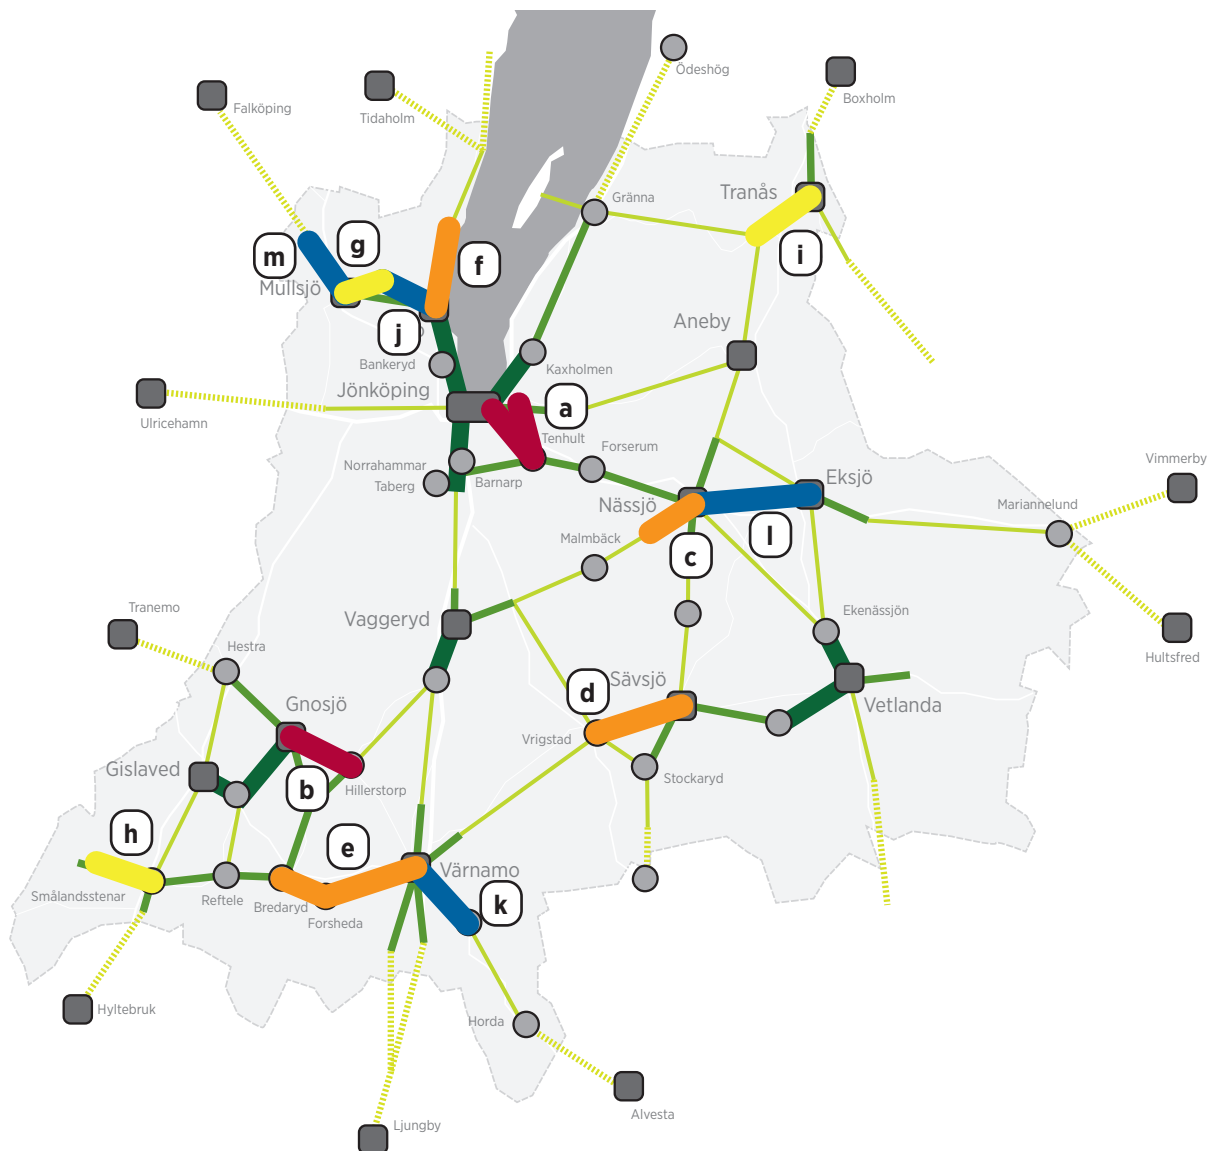 Ödeshög
Boxholm
Falköping
Tidaholm
Tranås
Gränna
m
g
f
i
Mullsjö
Aneby
j
Bankeryd
Kaxholmen
Jönköping
a
Ulricehamn
Tenhult
Forserum
Norrahammar
Taberg
Barnarp
Vimmerby
Eksjö
Nässjö
Mariannelund
Malmbäck
l
c
Tranemo
Vaggeryd
Ekenässjön
Hestra
Hultsfred
Sävsjö
d
Gnosjö
Vetlanda
Vrigstad
Gislaved
Stockaryd
b
Hillerstorp
h
e
Värnamo
Smålandsstenar
Reftele
Bredaryd
Forsheda
k
Hyltebruk
Horda
Alvesta
Ljungby